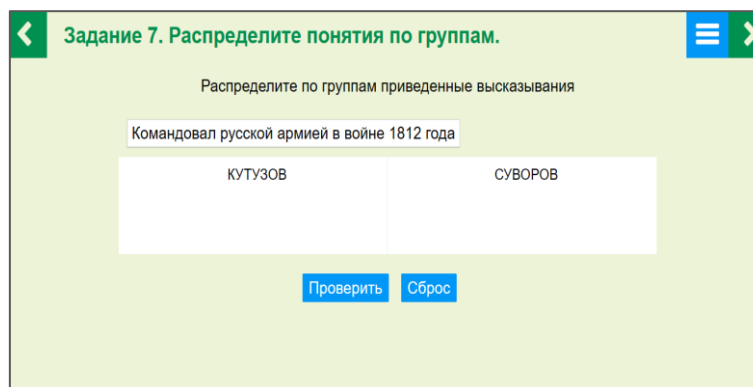 Задание 7. Распределите понятия по группам.
Распределите по группам приведенные высказывания
Командовал русской армией в войне 1812 года
КУТУЗОВ
СУВОРОВ
Проверить
Сброс